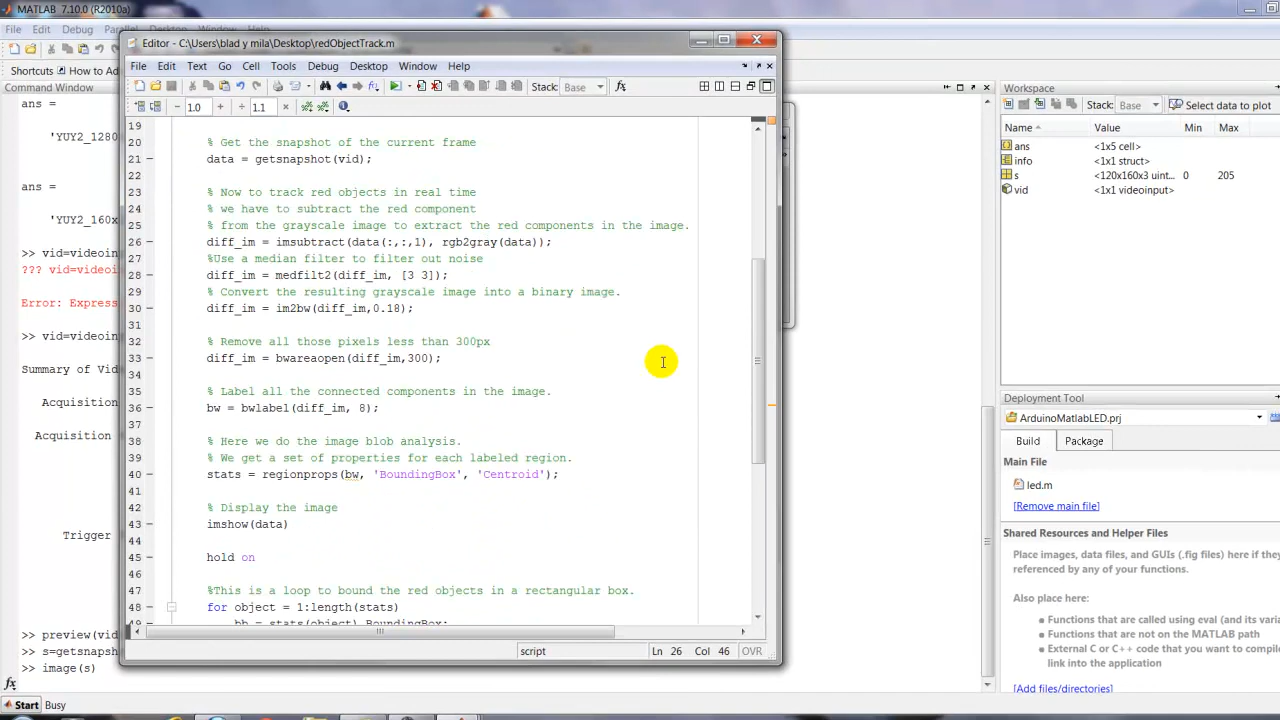 MATLAB 7.10.0 (R2010a)
File Edit Debug Parallel Desktop Window Help
Shortcuts How to Ad
Command Window
ans =
'YUY2_1280
ans =
'YUY2_160x
>> vid=videoin
??? vid=videoi
Error: Express
>> vid=videoin
Summary of Vid
Acquisition
Acquisition
Trigger
>> preview(vid
>> s=getsnapsh
>> image(s)
fx
Start Busy
Editor - C:\Users\blad y mila\Desktop\redObjectTrack.m
File Edit Text Go Cell Tools Debug Desktop Window Help
Stack: Base fx
1.0 1.1
19
20 % Get the snapshot of the current frame
21 data = getsnapshot(vid);
22
23 % Now to track red objects in real time
24 % we have to subtract the red component
25 % from the grayscale image to extract the red components in the image.
26 diff_im = imsubtract(data(:,:,1), rgb2gray(data));
27 %Use a median filter to filter out noise
28 diff_im = medfilt2(diff_im, [3 3]);
29 % Convert the resulting grayscale image into a binary image.
30 diff_im = im2bw(diff_im,0.18);
31
32 % Remove all those pixels less than 300px
33 diff_im = bwareaopen(diff_im,300);
34
35 % Label all the connected components in the image.
36 bw = bwlabel(diff_im, 8);
37
38 % Here we do the image blob analysis.
39 % We get a set of properties for each labeled region.
40 stats = regionprops(bw, 'BoundingBox', 'Centroid');
41
42 % Display the image
43 imshow(data)
44
45 hold on
46
47 %This is a loop to bound the red objects in a rectangular box.
48 for object = 1:length(stats)
bb = stats(object).BoundingBox;
script Ln 26 Col 46 OVR
Workspace
Stack: Base Select data to plot
Name Value Min Max
ans <1x5 cell>
info <1x1 struct>
s <120x160x3 uint... 0 205
vid <1x1 videoinput>
Deployment Tool
ArduinoMatlabLED.prj
Build Package
Main File
led.m
[Remove main file]
Shared Resources and Helper Files
Place images, data files, and GUIs (.fig files) here if they
referenced by any of your functions.
Also place here:
Functions that are called using eval (and its varia
Functions that are not on the MATLAB path
External C or C++ code that you want to compile
link into the application
[Add files/directories]